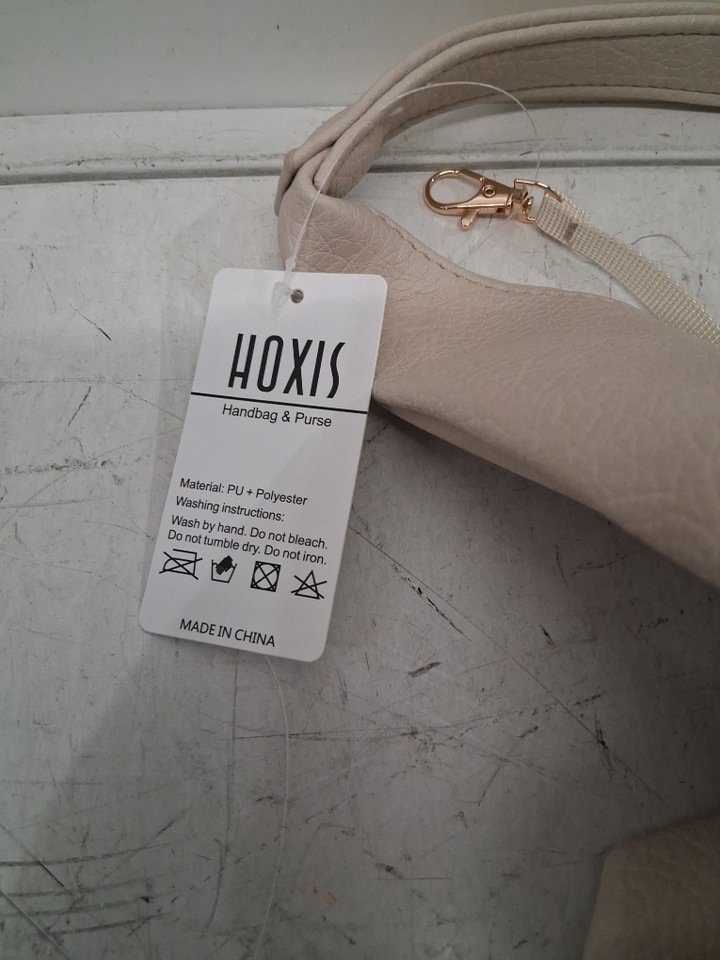 HOXIS
Handbag & Purse
Material: PU + Polyester
Washing instructions:
Wash by hand. Do not bleach.
Do not tumble dry. Do not iron.
MADE IN CHINA